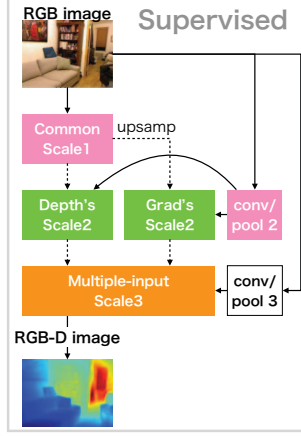 RGB image
Supervised
Common
Scale1
upsamp
Depth's
Scale2
Grad's
Scale2
conv/
pool 2
Multiple-input
Scale3
conv/
pool 3
RGB-D image